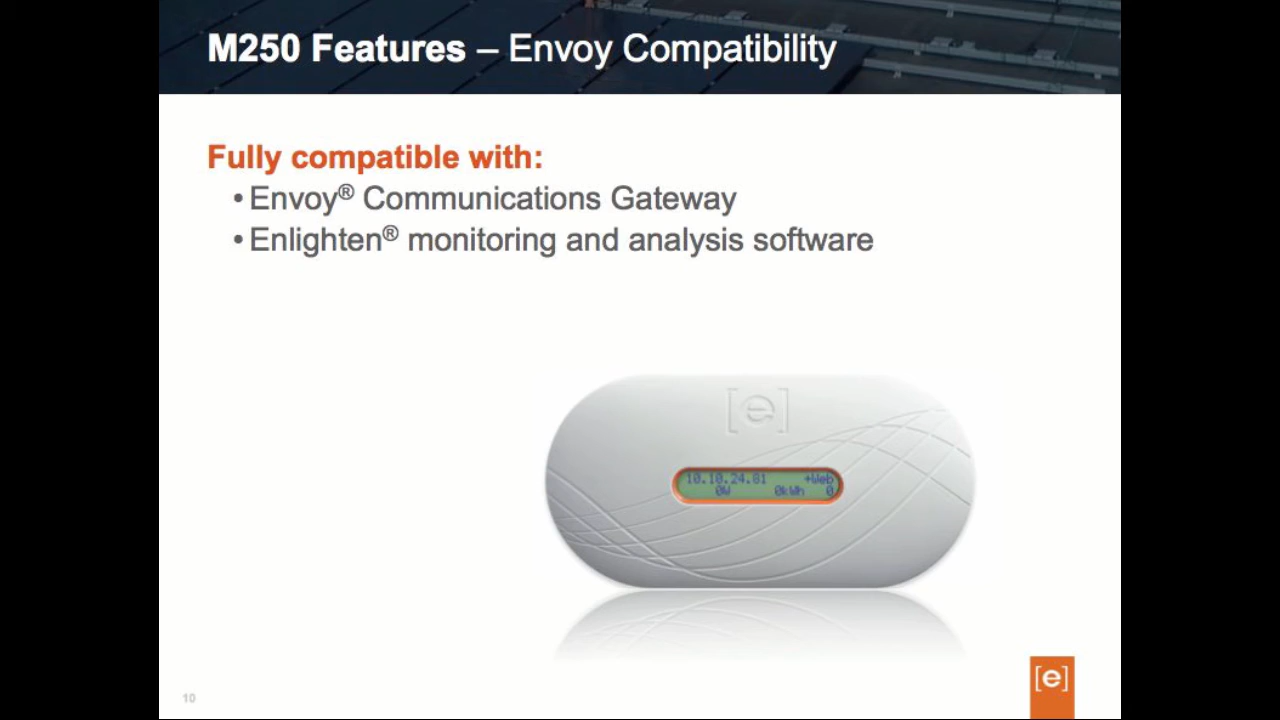 M250 Features – Envoy Compatibility
Fully compatible with:
•Envoy® Communications Gateway
•Enlighten® monitoring and analysis software
[e]
10.10.24.81 +Web
0W 0kWh 0
[e]
10